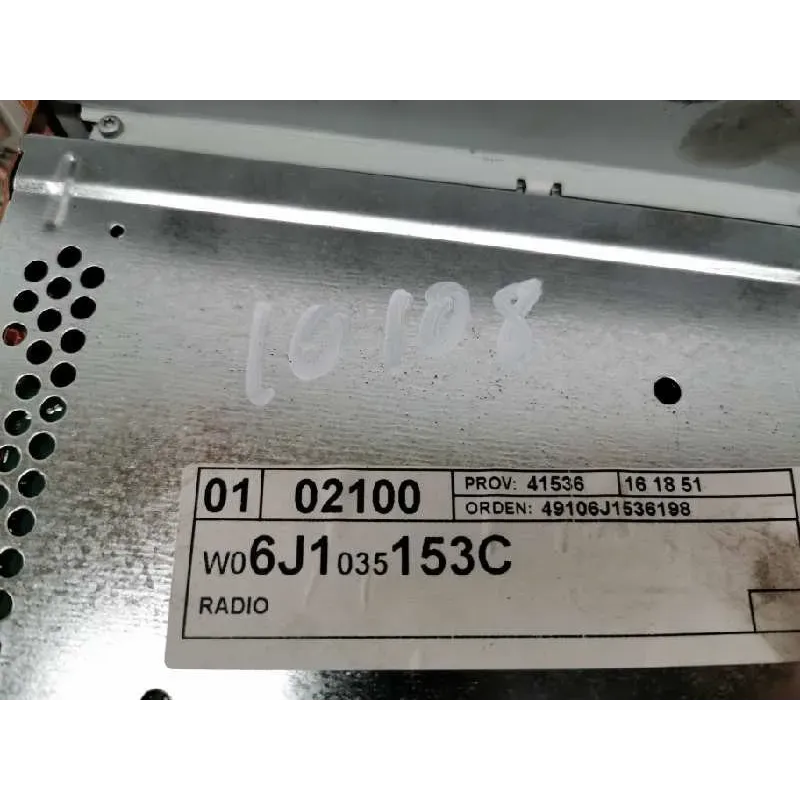 10108
01 02100 PROV: 41536 16 18 51
ORDEN: 49106J1536198
W06J1035153C
RADIO